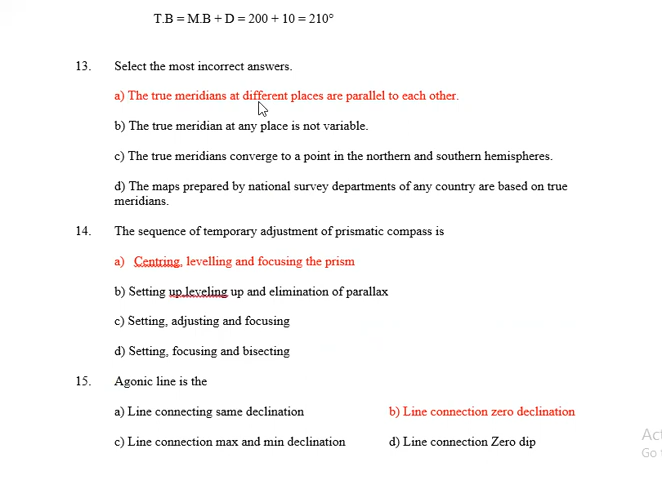 T.B = M.B + D = 200 + 10 = 210°
13. Select the most incorrect answers.
a) The true meridians at different places are parallel to each other.
b) The true meridian at any place is not variable.
c) The true meridians converge to a point in the northern and southern hemispheres.
d) The maps prepared by national survey departments of any country are based on true
meridians.
14. The sequence of temporary adjustment of prismatic compass is
a) Centring, levelling and focusing the prism
b) Setting up,leveling up and elimination of parallax
c) Setting, adjusting and focusing
d) Setting, focusing and bisecting
15. Agonic line is the
a) Line connecting same declination b) Line connection zero declination
c) Line connection max and min declination d) Line connection Zero dip
Go